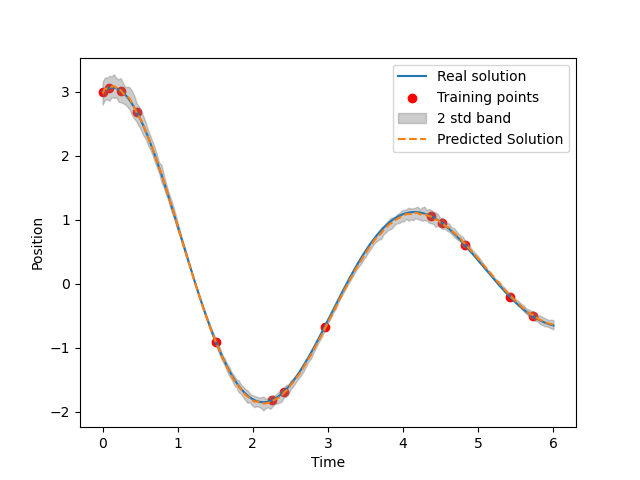 Real solution
Training points
2 std band
Predicted Solution
Position
3
2
1
0
−1
−2
0 1 2 3 4 5 6
Time